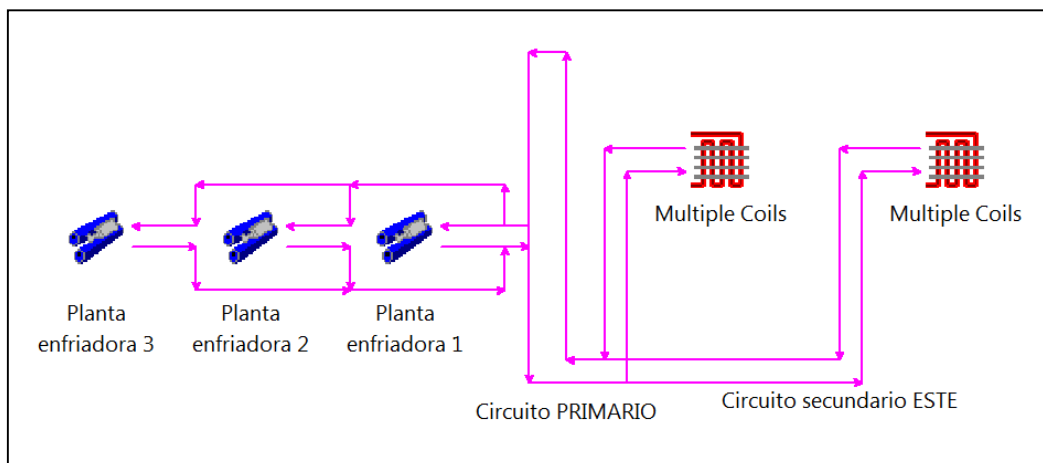 Multiple Coils
Multiple Coils
Planta
enfriadora 3
Planta
enfriadora 2
Planta
enfriadora 1
Circuito PRIMARIO
Circuito secundario ESTE